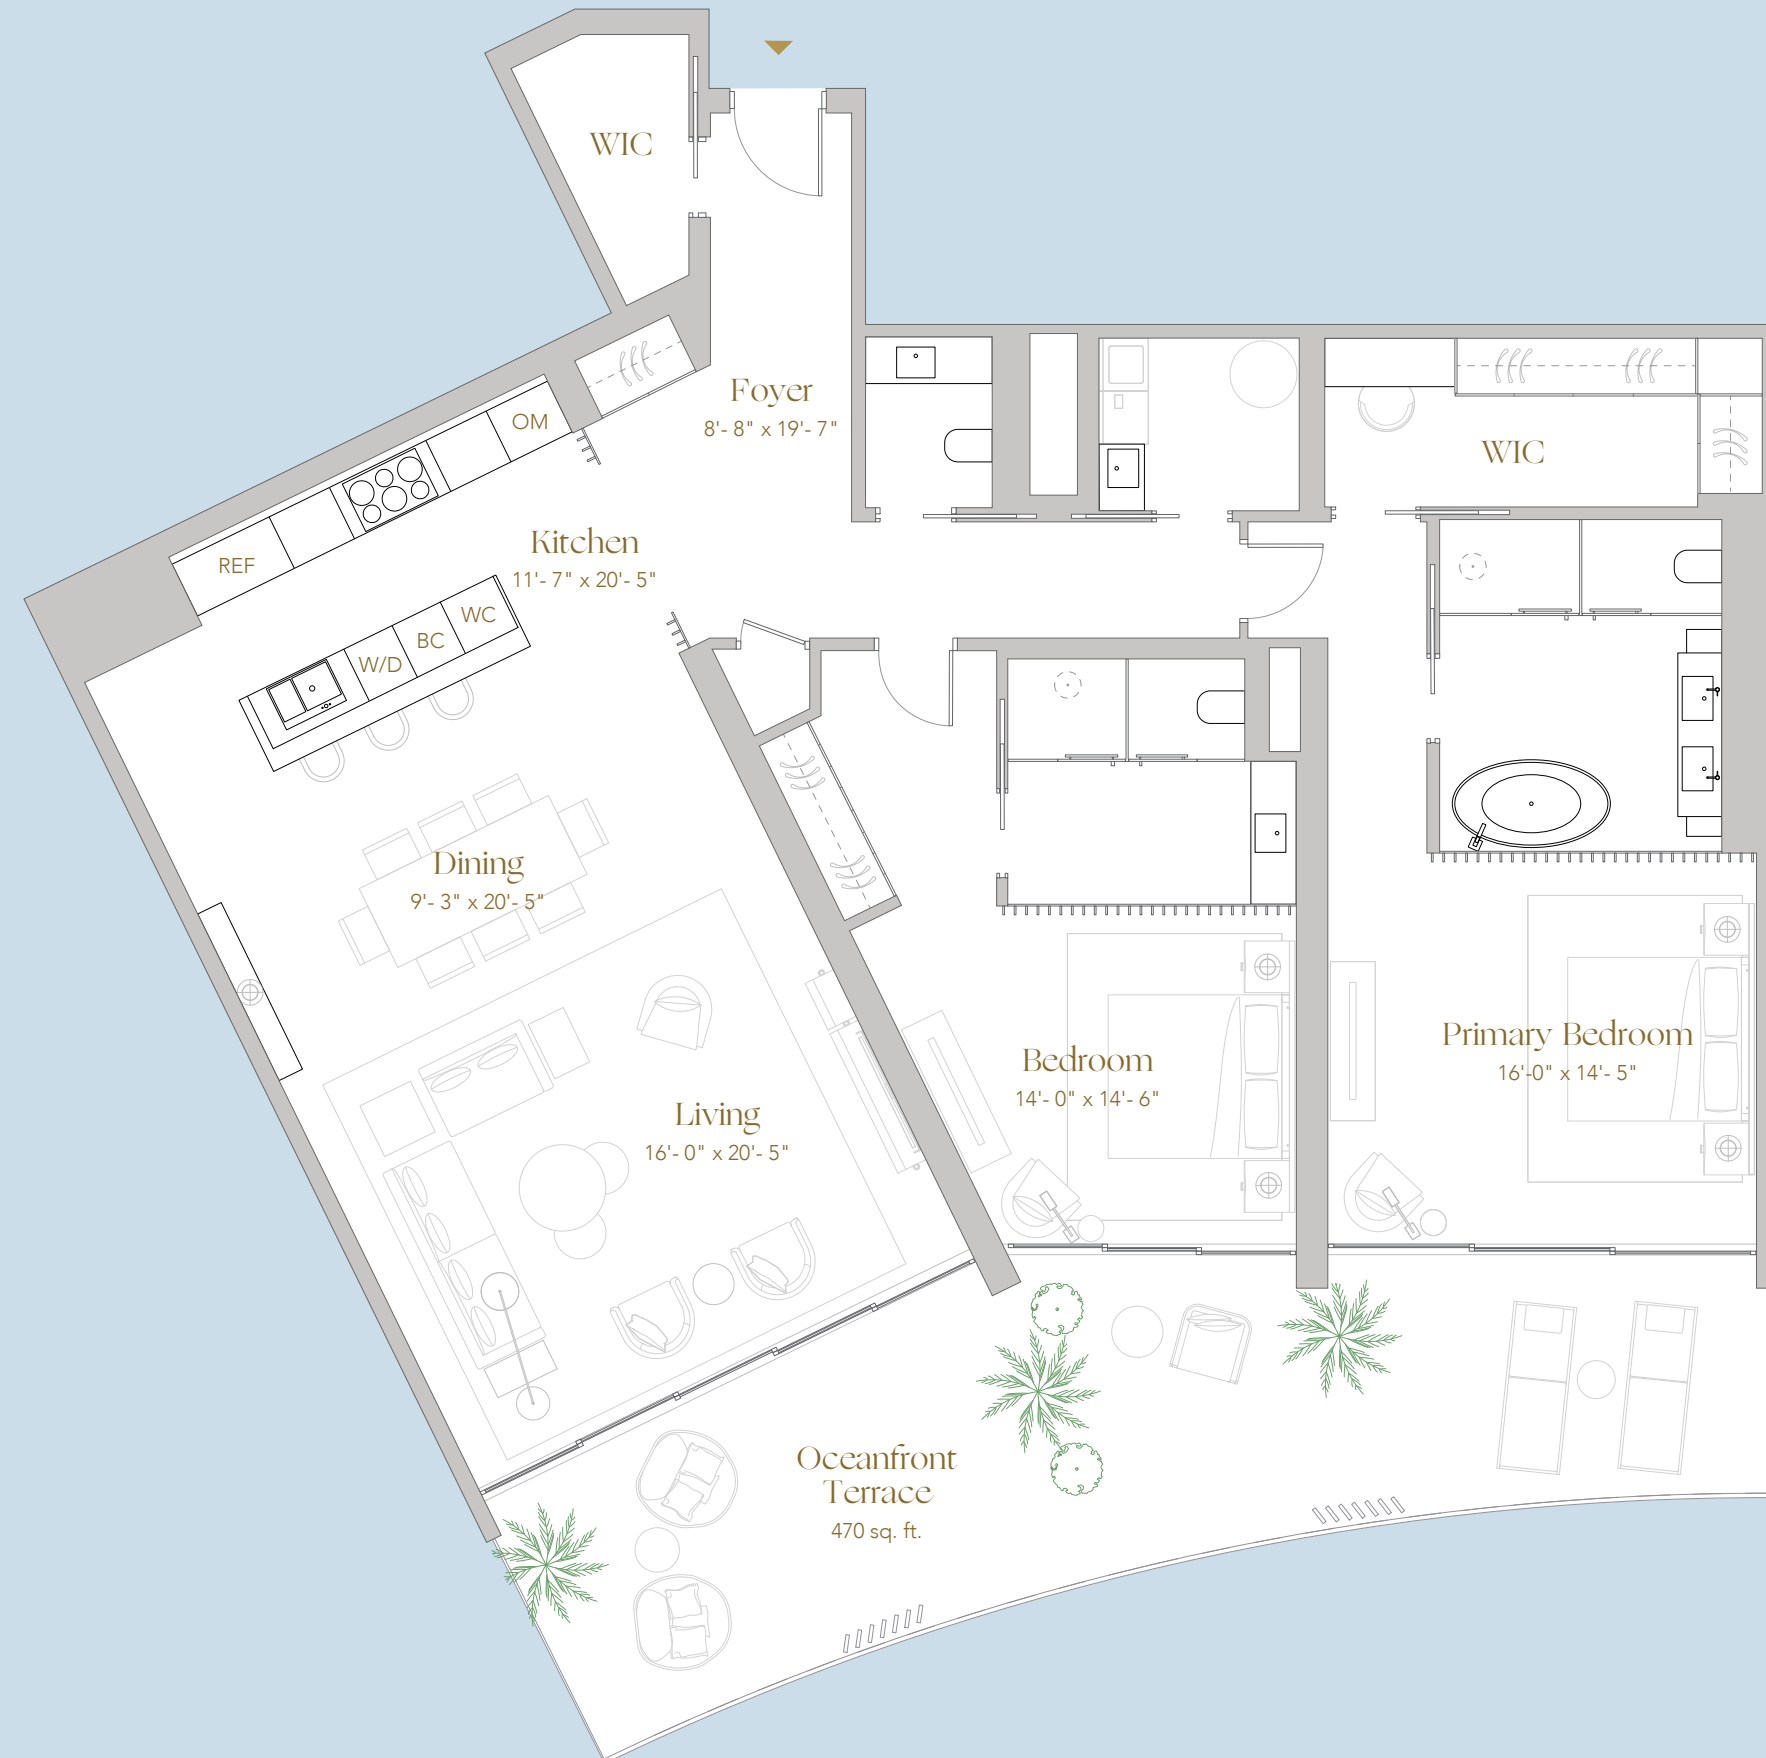 WIC
Foyer
8'- 8" x 19'- 7"
OM
REF
Kitchen
11'- 7" x 20'- 5"
WC
BC
W/D
WIC
Dining
9'- 3" x 20'- 5"
Living
16'- 0" x 20'- 5"
Bedroom
14'- 0" x 14'- 6"
Primary Bedroom
16'-0" x 14'- 5"
Oceanfront
Terrace
470 sq. ft.